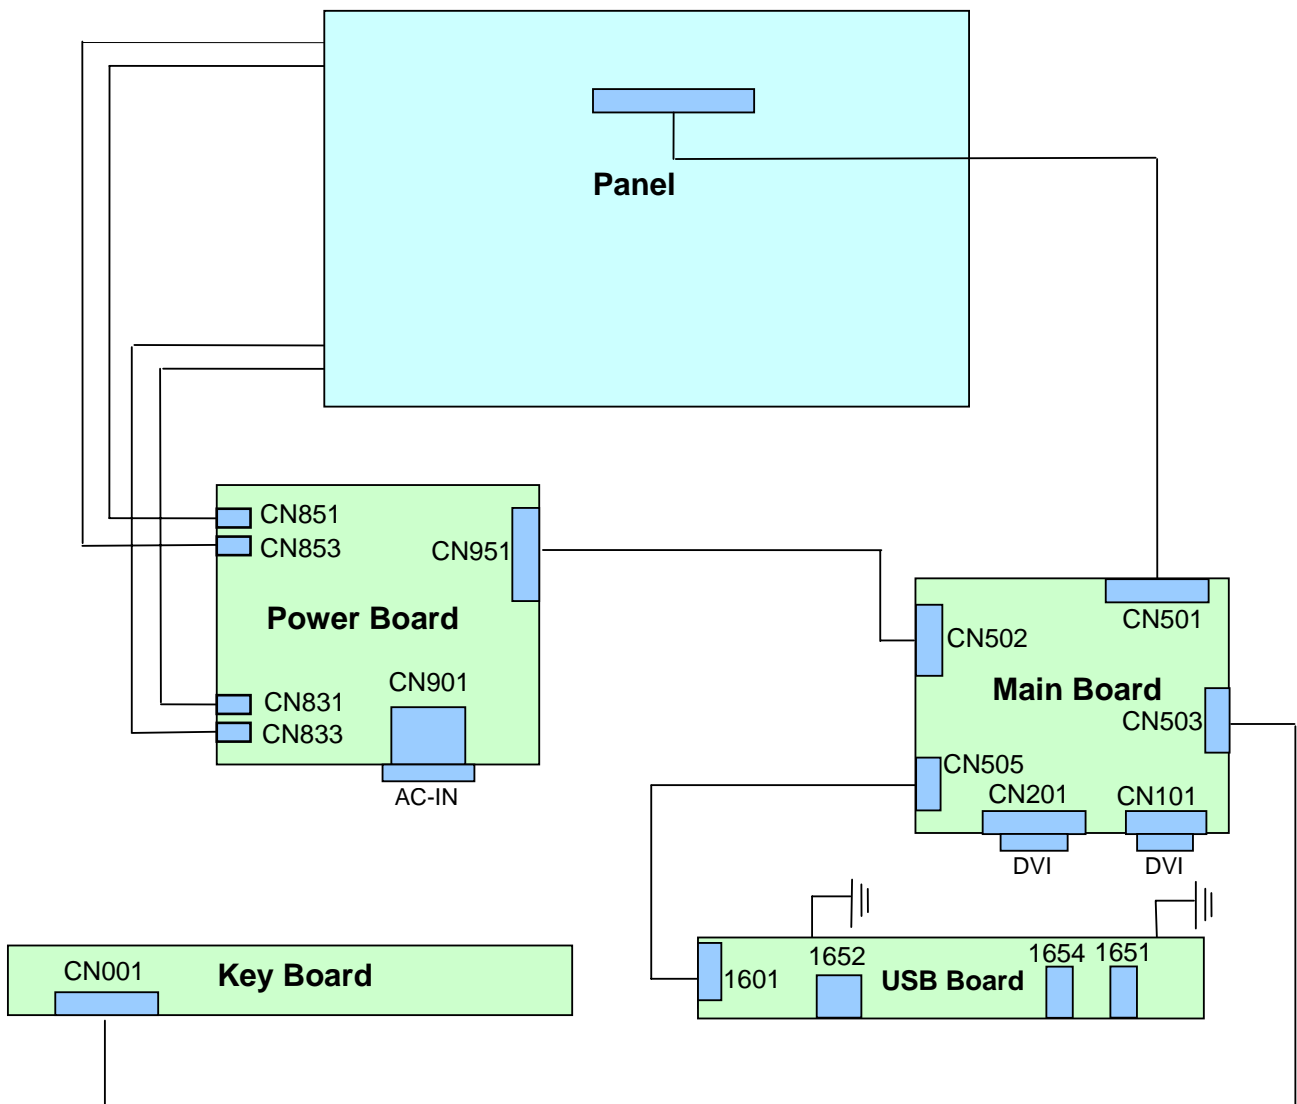 Panel
CN851
CN853
CN951
Power Board
CN901
CN831
CN833
AC-IN
CN501
CN502
Main Board
CN503
CN505
CN201
CN101
DVI
DVI
1652
1654
1651
1601
USB Board
CN001
Key Board